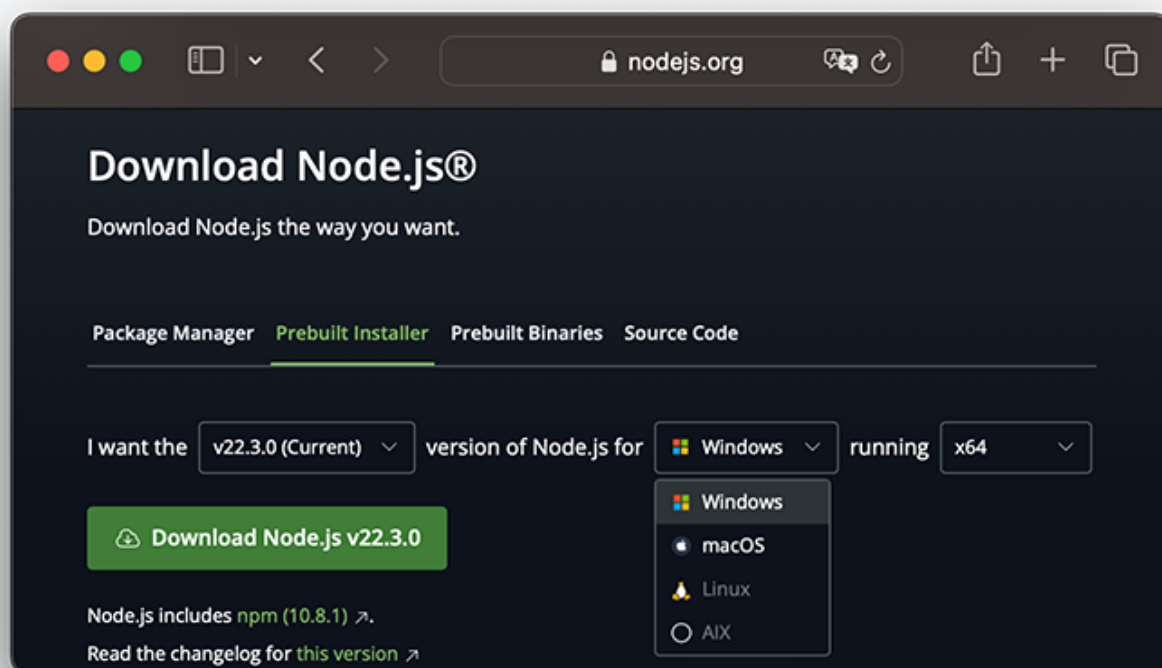 nodejs.org
Download Node.js®
Download Node.js the way you want.
Package Manager Prebuilt Installer Prebuilt Binaries Source Code
I want the v22.3.0 (Current) version of Node.js for Windows running x64
Windows
Download Node.js v22.3.0
macOS
Linux
Node.js includes npm (10.8.1) ↗.
AIX
Read the changelog for this version ↗